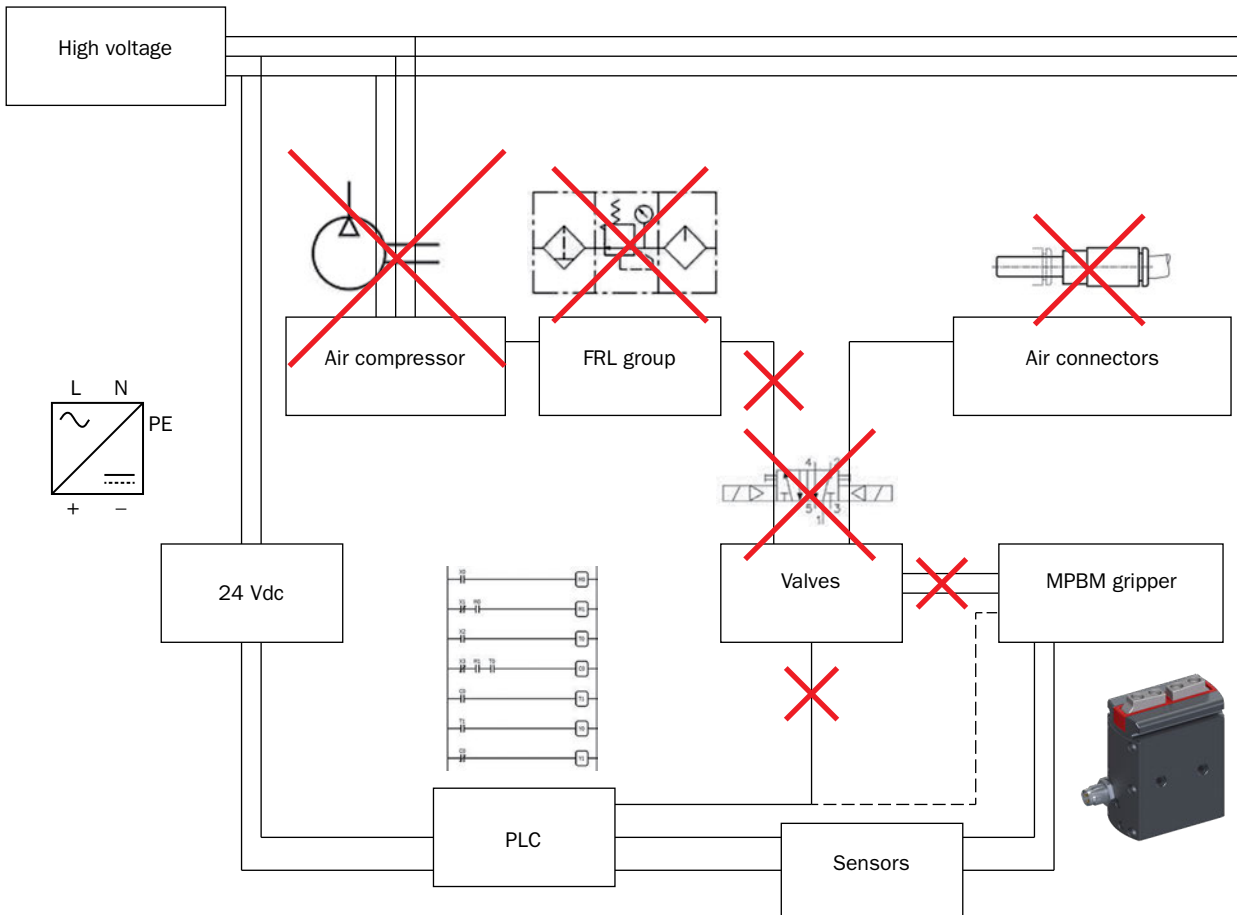 High voltage
Air compressor
FRL group
Air connectors
L N
PE
+ −
4 2
5 3
1
24 Vdc
Valves
MPBM gripper
PLC
Sensors